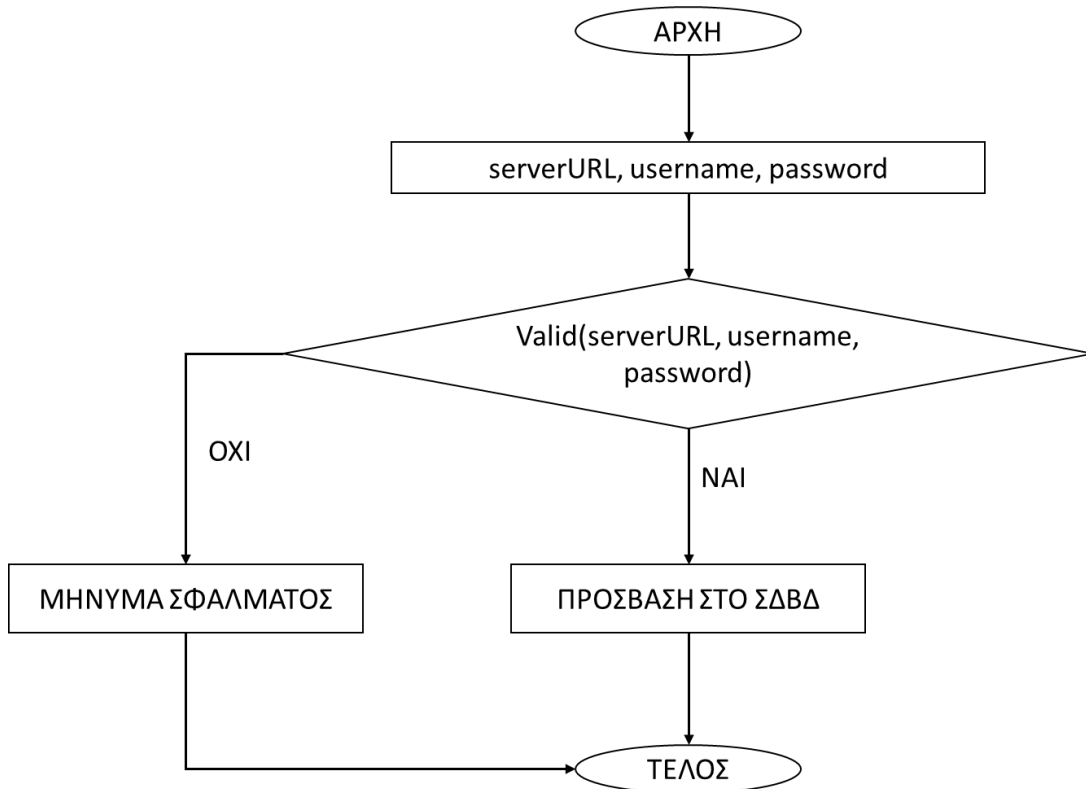 ΑΡΧΗ
serverURL, username, password
Valid(serverURL, username,
password)
ΟΧΙ
ΝΑΙ
ΜΗΝΥΜΑ ΣΦΑΛΜΑΤΟΣ
ΠΡΟΣΒΑΣΗ ΣΤΟ ΣΔΒΔ
ΤΕΛΟΣ